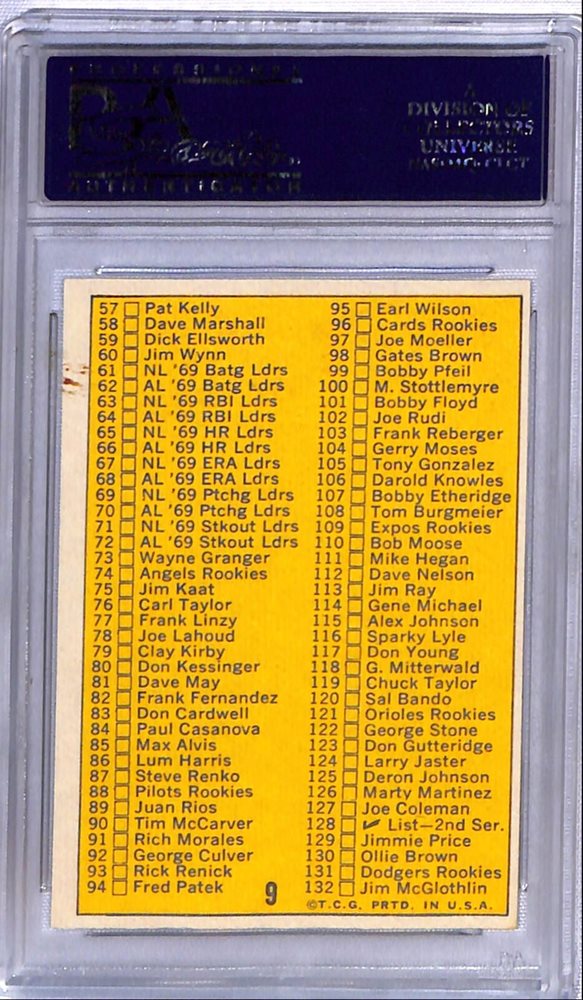 PROFESSIONAL
PSA
AUTHENTICATOR
A
DIVISION OF
COLLECTORS
UNIVERSE
NASDAQ: CLCT
57 Pat Kelly
58 Dave Marshall
59 Dick Ellsworth
60 Jim Wynn
61 NL '69 Batg Ldrs
62 AL '69 Batg Ldrs
63 NL '69 RBI Ldrs
64 AL '69 RBI Ldrs
65 NL '69 HR Ldrs
66 AL '69 HR Ldrs
67 NL '69 ERA Ldrs
68 AL '69 ERA Ldrs
69 NL '69 Ptchg Ldrs
70 AL '69 Ptchg Ldrs
71 NL '69 Stkout Ldrs
72 AL '69 Stkout Ldrs
73 Wayne Granger
74 Angels Rookies
75 Jim Kaat
76 Carl Taylor
77 Frank Linzy
78 Joe Lahoud
79 Clay Kirby
80 Don Kessinger
81 Dave May
82 Frank Fernandez
83 Don Cardwell
84 Paul Casanova
85 Max Alvis
86 Lum Harris
87 Steve Renko
88 Pilots Rookies
89 Juan Rios
90 Tim McCarver
91 Rich Morales
92 George Culver
93 Rick Renick
94 Fred Patek
95 Earl Wilson
96 Cards Rookies
97 Joe Moeller
98 Gates Brown
99 Bobby Pfeil
100 M. Stottlemyre
101 Bobby Floyd
102 Joe Rudi
103 Frank Reberger
104 Gerry Moses
105 Tony Gonzalez
106 Darold Knowles
107 Bobby Etheridge
108 Tom Burgmeier
109 Expos Rookies
110 Bob Moose
111 Mike Hegan
112 Dave Nelson
113 Jim Ray
114 Gene Michael
115 Alex Johnson
116 Sparky Lyle
117 Don Young
118 G. Mitterwald
119 Chuck Taylor
120 Sal Bando
121 Orioles Rookies
122 George Stone
123 Don Gutteridge
124 Larry Jaster
125 Deron Johnson
126 Marty Martinez
127 Joe Coleman
128 ✓ List—2nd Ser.
129 Jimmie Price
130 Ollie Brown
131 Dodgers Rookies
132 Jim McGlothlin
9
©T.C.G. PRTD. IN U.S.A.